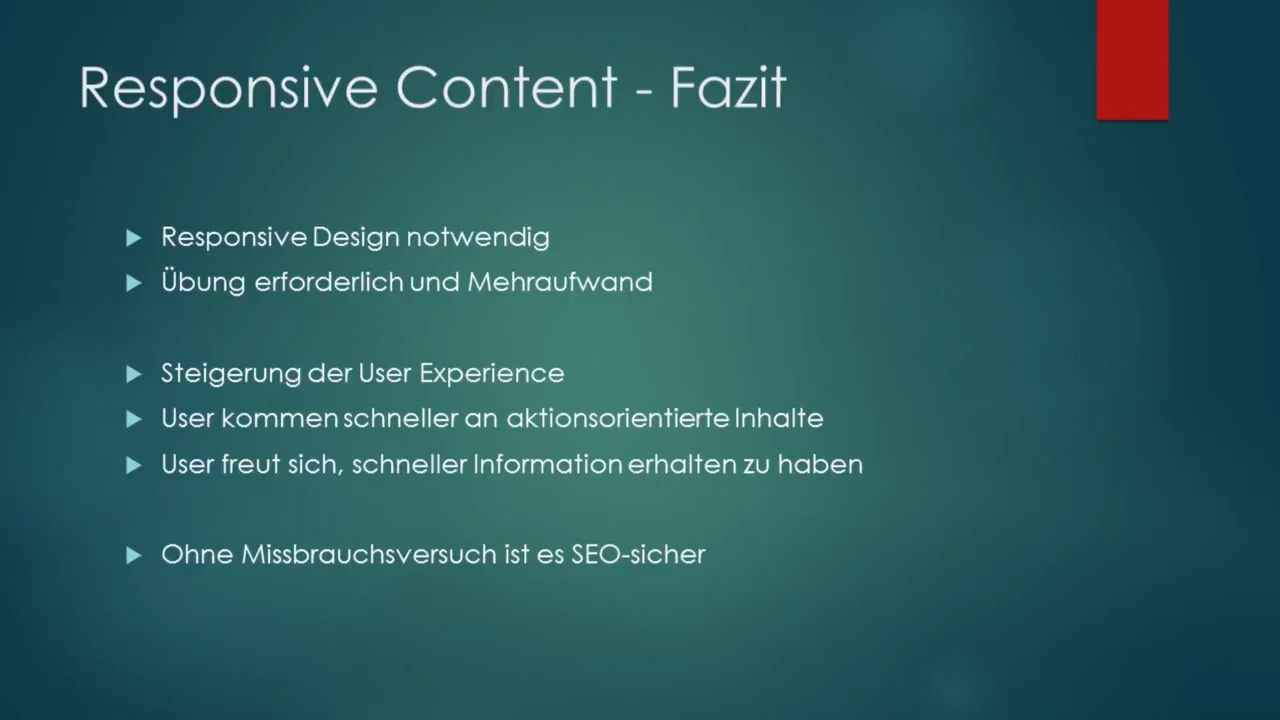 Responsive Content - Fazit
Responsive Design notwendig
Übung erforderlich und Mehraufwand
Steigerung der User Experience
User kommen schneller an aktionsorientierte Inhalte
User freut sich, schneller Information erhalten zu haben
Ohne Missbrauchsversuch ist es SEO-sicher